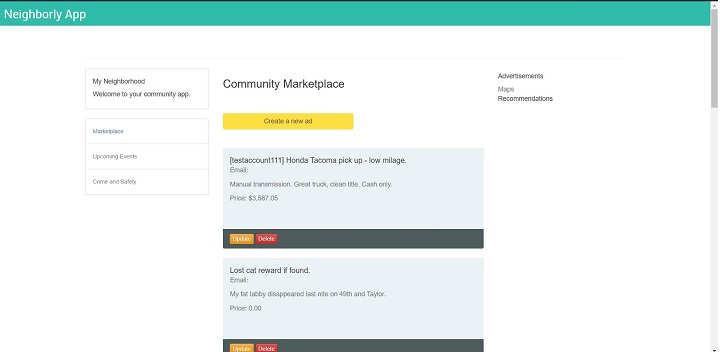 Neighborly App
My Neighborhood
Welcome to your community app.
Marketplace
Upcoming Events
Crime and Safety
Community Marketplace
Create a new ad
[testaccount111] Honda Tacoma pick up - low milage.
Email:
Manual transmission. Great truck, clean title. Cash only.
Price: $3,587.05
Update Delete
Lost cat reward if found.
Email:
My fat tabby disappeared last nite on 49th and Taylor.
Price: 0.00
Update Delete
Advertisements
Maps
Recommendations